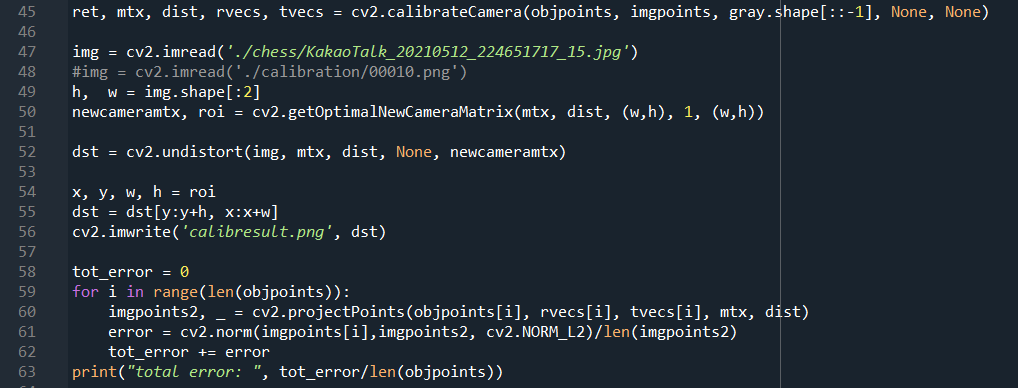 45 ret, mtx, dist, rvecs, tvecs = cv2.calibrateCamera(objpoints, imgpoints, gray.shape[::-1], None, None)
46
47 img = cv2.imread('./chess/KakaoTalk_20210512_224651717_15.jpg')
48 #img = cv2.imread('./calibration/00010.png')
49 h,  w = img.shape[:2]
50 newcameramtx, roi = cv2.getOptimalNewCameraMatrix(mtx, dist, (w,h), 1, (w,h))
51
52 dst = cv2.undistort(img, mtx, dist, None, newcameramtx)
53
54 x, y, w, h = roi
55 dst = dst[y:y+h, x:x+w]
56 cv2.imwrite('calibresult.png', dst)
57
58 tot_error = 0
59 for i in range(len(objpoints)):
60     imgpoints2, _ = cv2.projectPoints(objpoints[i], rvecs[i], tvecs[i], mtx, dist)
61     error = cv2.norm(imgpoints[i],imgpoints2, cv2.NORM_L2)/len(imgpoints2)
62     tot_error += error
63 print("total error: ", tot_error/len(objpoints))